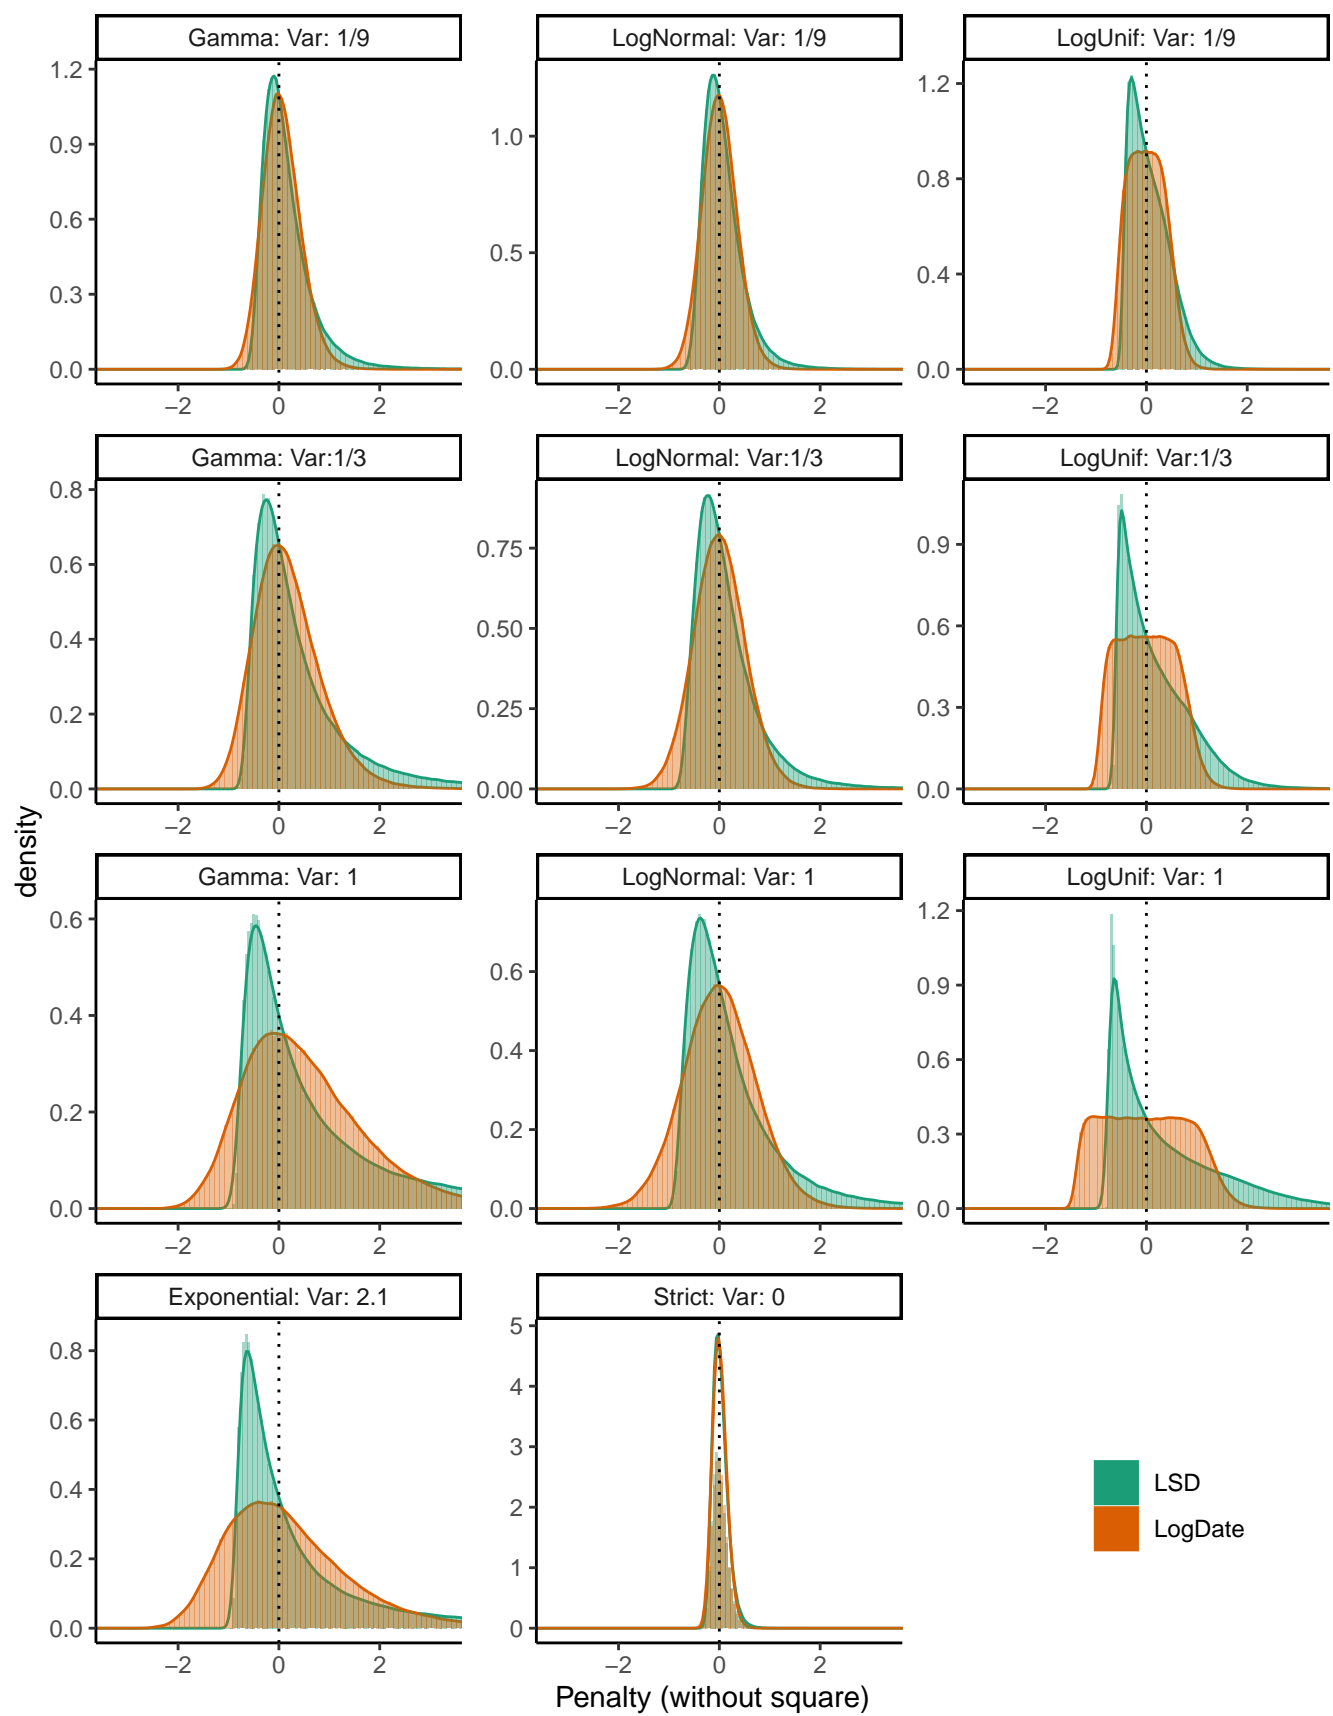 Gamma: Var: 1/9
LogNormal: Var: 1/9
LogUnif: Var: 1/9
1.2
0.9
0.6
0.3
0.0
−2 0 2
1.0
0.5
0.0
−2 0 2
1.2
0.8
0.4
0.0
−2 0 2
Gamma: Var:1/3
LogNormal: Var:1/3
LogUnif: Var:1/3
0.8
0.6
0.4
0.2
0.0
−2 0 2
0.75
0.50
0.25
0.00
−2 0 2
0.9
0.6
0.3
0.0
−2 0 2
density
Gamma: Var: 1
LogNormal: Var: 1
LogUnif: Var: 1
0.6
0.4
0.2
0.0
−2 0 2
0.6
0.4
0.2
0.0
−2 0 2
1.2
0.9
0.6
0.3
0.0
−2 0 2
Exponential: Var: 2.1
Strict: Var: 0
0.8
0.6
0.4
0.2
0.0
−2 0 2
5
4
3
2
1
0
−2 0 2
LSD
LogDate
Penalty (without square)